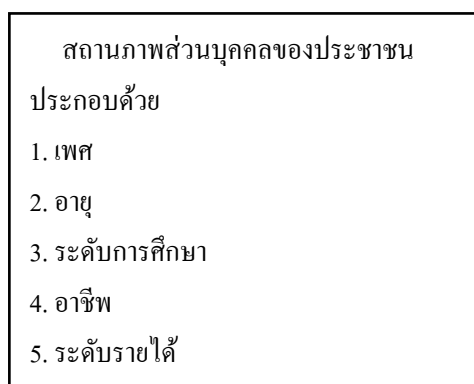 สถานภาพส่วนบุคคลของประชาชน
ประกอบด้วย
1. เพศ
2. อายุ
3. ระดับการศึกษา
4. อาชีพ
5. ระดับรายได้